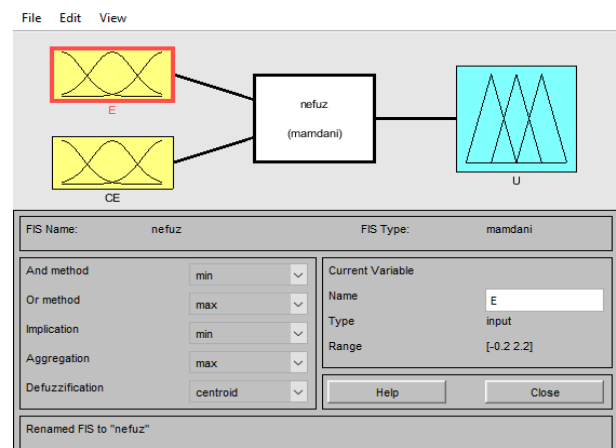 File Edit View
E
nefuz
(mamdani)
CE
U
FIS Name: nefuz FIS Type: mamdani
And method min
Or method max
Implication min
Aggregation max
Defuzzification centroid
Current Variable
Name E
Type input
Range [-0.2 2.2]
Help Close
Renamed FIS to "nefuz"